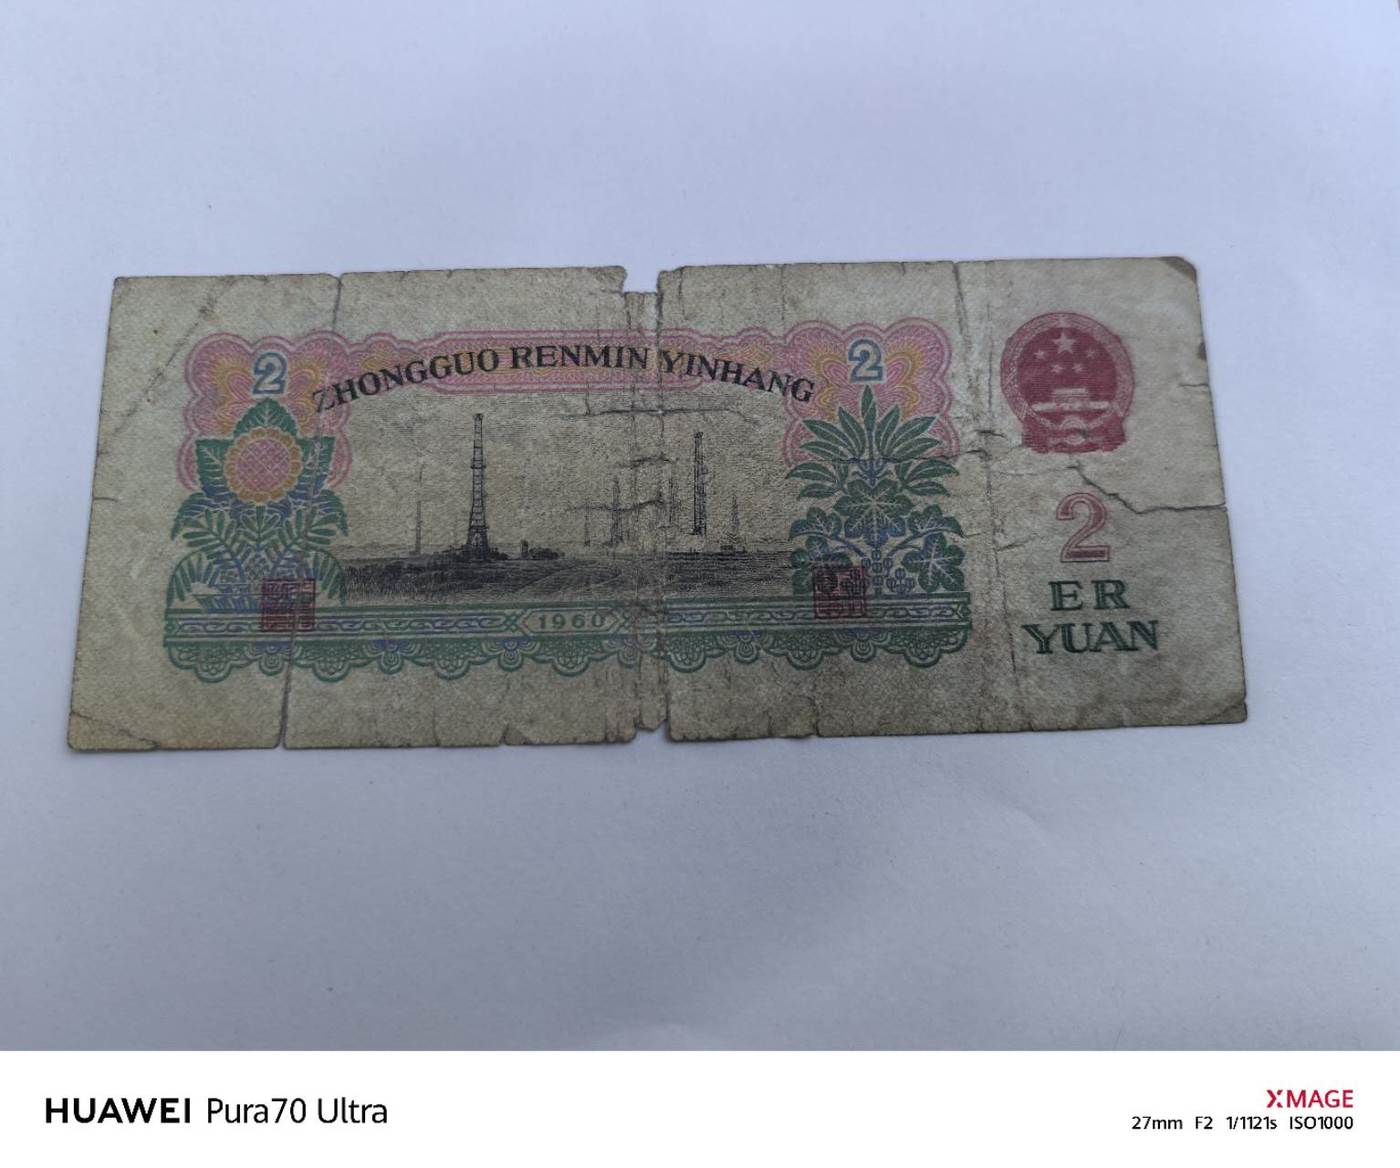 2
2
ZHONGGUO RENMIN YINHANG
2
ER
YUAN
1960
HUAWEI Pura70 Ultra
XMAGE
27mm F2 1/1121s ISO1000